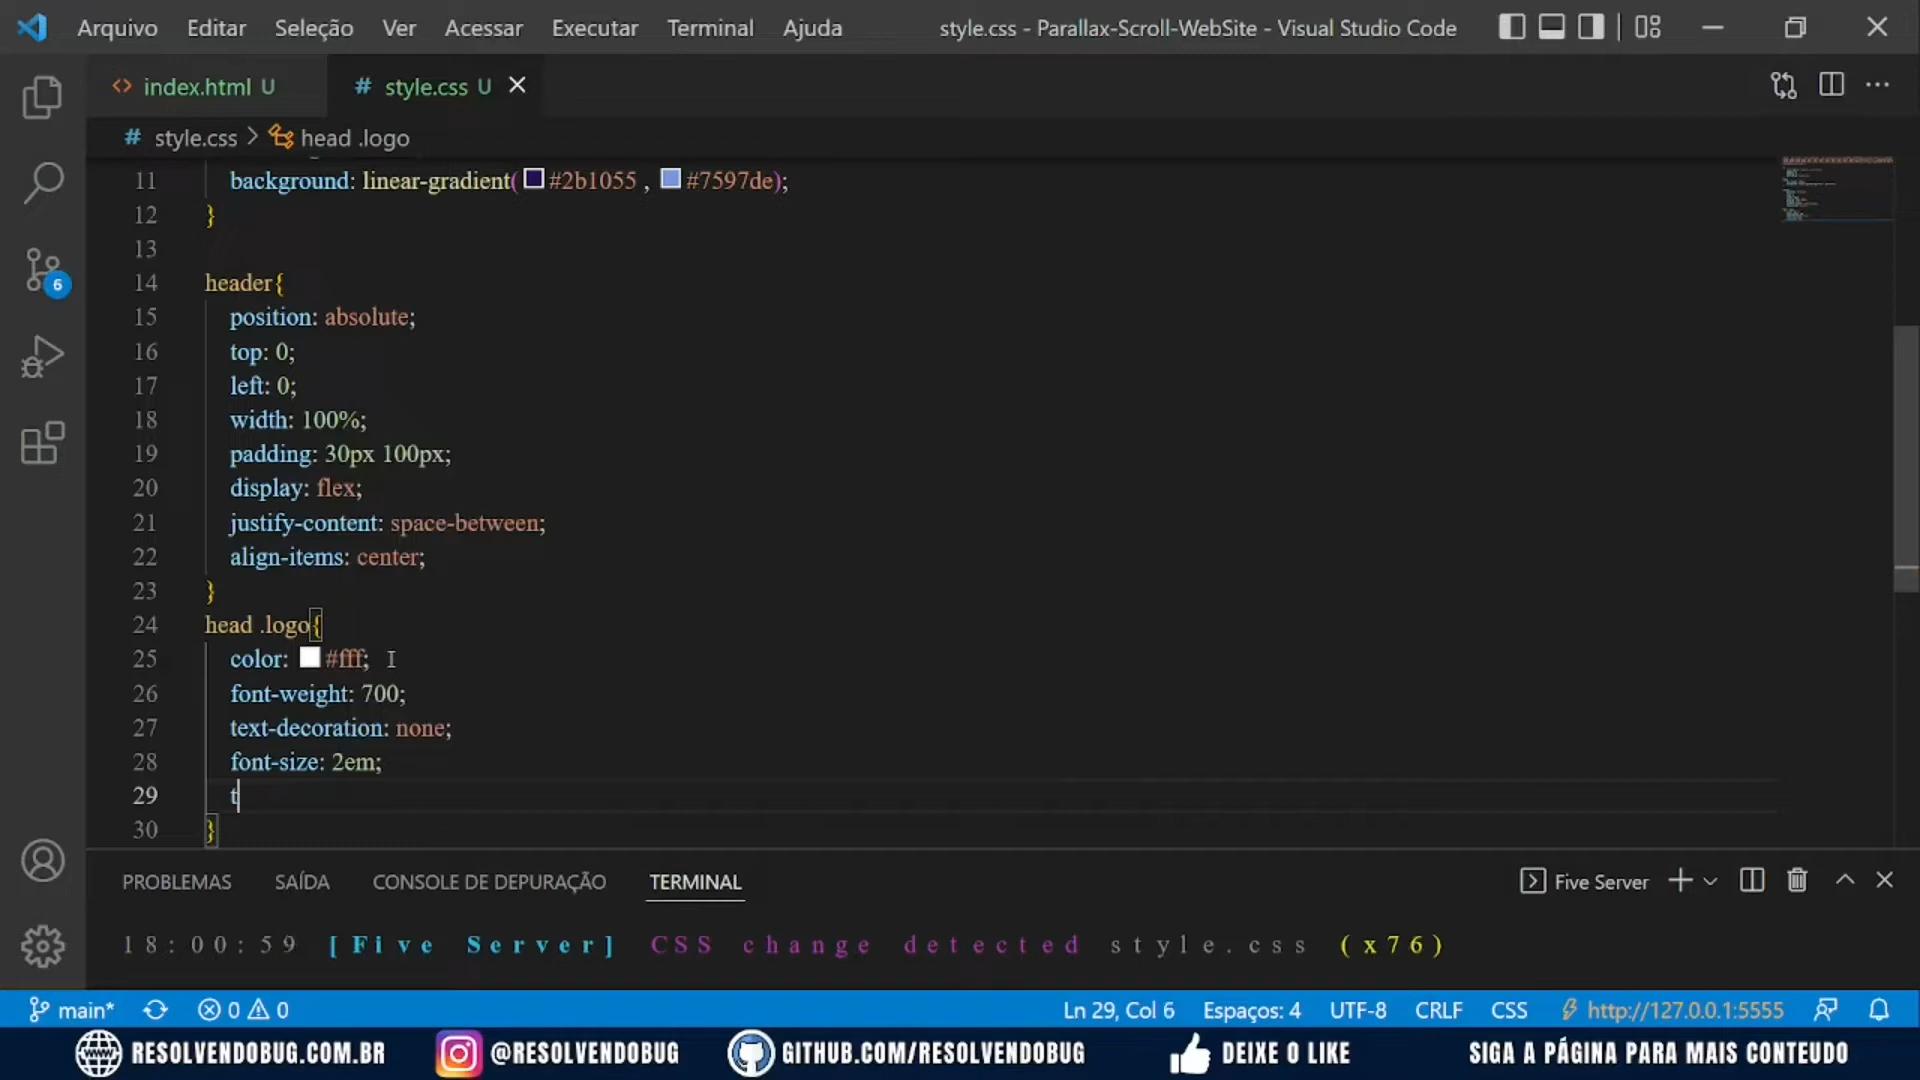 Arquivo Editar Seleção Ver Acessar Executar Terminal Ajuda style.css - Parallax-Scroll-WebSite - Visual Studio Code
index.html U # style.css U
# style.css > head .logo
11 background: linear-gradient( #2b1055 , #7597de);
12 }
13
14 header{
15 position: absolute;
16 top: 0;
17 left: 0;
18 width: 100%;
19 padding: 30px 100px;
20 display: flex;
21 justify-content: space-between;
22 align-items: center;
23 }
24 head .logo{
25 color: #fff;
26 font-weight: 700;
27 text-decoration: none;
28 font-size: 2em;
29 t
30 }
6
PROBLEMAS SAÍDA CONSOLE DE DEPURAÇÃO TERMINAL Five Server
18:00:59 [Five Server] CSS change detected style.css (x76)
main* 0 0 Ln 29, Col 6 Espaços: 4 UTF-8 CRLF CSS http://127.0.0.1:5555
RESOLVENDOBUG.COM.BR @RESOLVENDOBUG GITHUB.COM/RESOLVENDOBUG DEIXE O LIKE SIGA A PÁGINA PARA MAIS CONTEUDO